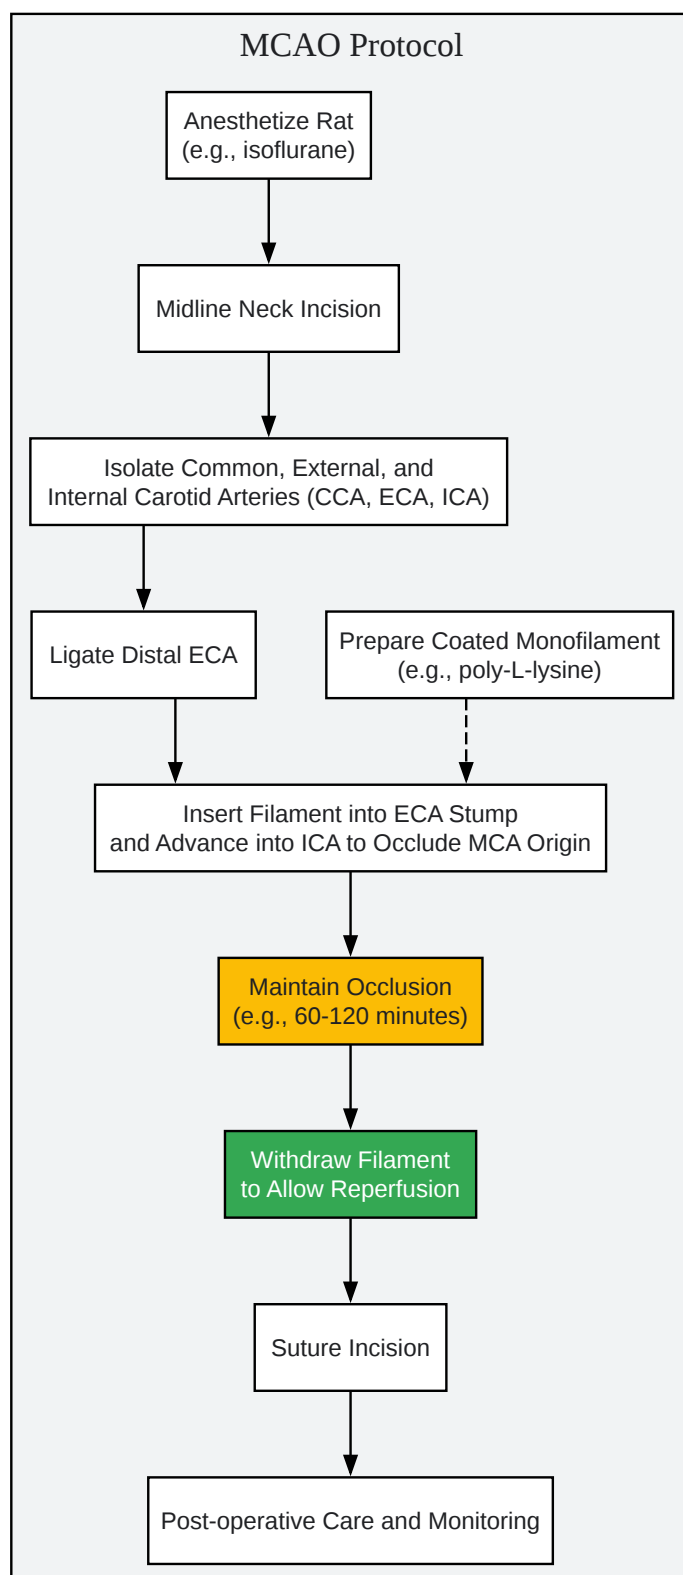 MCAO Protocol
Anesthetize Rat
(e.g., isoflurane)
Midline Neck Incision
Isolate Common, External, and
Internal Carotid Arteries (CCA, ECA, ICA)
Ligate Distal ECA
Prepare Coated Monofilament
(e.g., poly-L-lysine)
Insert Filament into ECA Stump
and Advance into ICA to Occlude MCA Origin
Maintain Occlusion
(e.g., 60-120 minutes)
Withdraw Filament
to Allow Reperfusion
Suture Incision
Post-operative Care and Monitoring